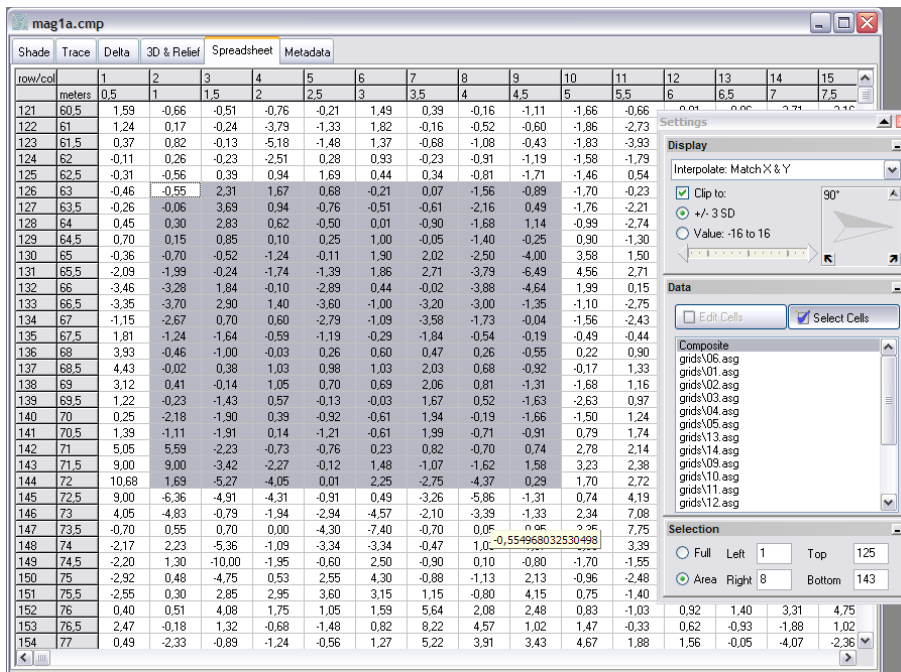 mag1a.cmp
Shade Trace Delta 3D & Relief Spreadsheet Metadata
row/col 1 2 3 4 5 6 7 8 9 10 11 12 13 14 15
meters 0,5 1 1,5 2 2,5 3 3,5 4 4,5 5 5,5 6 6,5 7 7,5
121 60,5 1,59 -0,66 -0,51 -0,76 -0,21 1,49 0,39 -0,16 -1,11 -1,66 -0,66
122 61 1,24 0,17 -0,24 -3,79 -1,33 1,82 -0,16 -0,52 -0,60 -1,86 -2,73
123 61,5 0,37 0,82 -0,13 -5,18 -1,48 1,37 -0,68 -1,08 -0,43 -1,83 -3,93
124 62 -0,11 0,26 -0,23 -2,51 0,28 0,93 -0,23 -0,91 -1,19 -1,58 -1,79
125 62,5 -0,31 -0,56 0,39 0,94 1,69 0,44 0,34 -0,81 -1,71 -1,46 0,54
126 63 -0,46 -0,55 2,31 1,67 0,68 -0,21 0,07 -1,56 -0,89 -1,70 -0,23
127 63,5 -0,26 -0,06 3,69 0,94 -0,76 -0,51 -0,61 -2,16 0,49 -1,76 -2,21
128 64 0,45 0,30 2,83 0,62 -0,50 0,01 -0,90 -1,68 1,14 -0,99 -2,74
129 64,5 0,70 0,15 0,85 0,10 0,25 1,00 -0,05 -1,40 -0,25 0,90 -1,30
130 65 -0,36 -0,70 -0,52 -1,24 -0,11 1,90 2,02 -2,50 -4,00 3,58 1,50
131 65,5 -2,09 -1,99 -0,24 -1,74 -1,39 1,86 2,71 -3,79 -6,49 4,56 2,71
132 66 -3,46 -3,28 1,84 -0,10 -2,89 0,44 -0,02 -3,88 -4,64 1,99 0,15
133 66,5 -3,35 -3,70 2,90 1,40 -3,60 -1,00 -3,20 -3,00 -1,35 -1,10 -2,75
134 67 -1,15 -2,67 0,70 0,60 -2,79 -1,09 -3,58 -1,73 -0,04 -1,56 -2,43
135 67,5 1,81 -1,24 -1,64 -0,59 -1,19 -0,29 -1,84 -0,54 -0,19 -0,49 -0,44
136 68 3,93 -0,46 -1,00 -0,03 0,26 0,60 0,47 0,26 -0,55 0,22 0,90
137 68,5 4,43 -0,02 0,38 1,03 0,98 1,03 2,03 0,68 -0,92 -0,17 1,33
138 69 3,12 0,41 -0,14 1,05 0,70 0,69 2,06 0,81 -1,31 -1,68 1,16
139 69,5 1,22 -0,23 -1,43 0,57 -0,13 -0,03 1,67 0,52 -1,63 -2,63 0,97
140 70 0,25 -2,18 -1,90 0,39 -0,92 -0,61 1,94 -0,19 -1,66 -1,50 1,24
141 70,5 1,39 -1,11 -1,91 0,14 -1,21 -0,61 1,99 -0,71 -0,91 0,79 1,74
142 71 5,05 5,59 -2,23 -0,73 -0,76 0,23 0,82 -0,70 0,74 2,78 2,14
143 71,5 9,00 9,00 -3,42 -2,27 -0,12 1,48 -1,07 -1,62 1,58 3,23 2,38
144 72 10,68 1,69 -5,27 -4,05 0,01 2,25 -2,75 -4,37 0,29 1,70 2,72
145 72,5 9,00 -6,36 -4,91 -4,31 -0,91 0,49 -3,26 -5,86 -1,31 0,74 4,19
146 73 4,05 -4,83 -0,79 -1,94 -2,94 -4,57 -2,10 -3,39 -1,33 2,34 7,08
147 73,5 -0,70 0,55 0,70 0,00 -4,30 -7,40 -0,70 0,05 7,75
-0,554968032530498
148 74 -2,17 2,23 -5,36 -1,09 -3,34 -3,34 -0,47 3,39
149 74,5 -2,20 1,30 -10,00 -1,95 -0,60 2,50 -0,90 0,10 -0,80 -1,70 -1,55
150 75 -2,92 0,48 -4,75 0,53 2,55 4,30 -0,88 -1,13 2,13 -0,96 -2,48
151 75,5 -2,55 0,30 2,85 2,95 3,60 3,15 1,15 -0,80 4,15 0,75 -1,40
152 76 0,40 0,51 4,08 1,75 1,05 1,59 5,64 2,08 2,48 0,83 -1,03 0,92 1,40 3,31 4,75
153 76,5 2,47 -0,18 1,32 -0,68 -1,48 0,82 8,22 4,57 1,02 1,47 -0,33 0,62 -0,93 -1,88 1,02
154 77 0,49 -2,33 -0,89 -1,24 -0,56 1,27 5,22 3,91 3,43 4,67 1,88 1,56 -0,05 -4,07 -2,36
Settings
Display
Interpolate: Match X & Y
Clip to:
+/- 3 SD
Value: -16 to 16
90°
Data
Edit Cells Select Cells
Composite
grids\06.asg
grids\01.asg
grids\02.asg
grids\03.asg
grids\04.asg
grids\05.asg
grids\13.asg
grids\14.asg
grids\09.asg
grids\10.asg
grids\11.asg
grids\12.asg
Selection
Full Left 1 Top 125
Area Right 8 Bottom 143